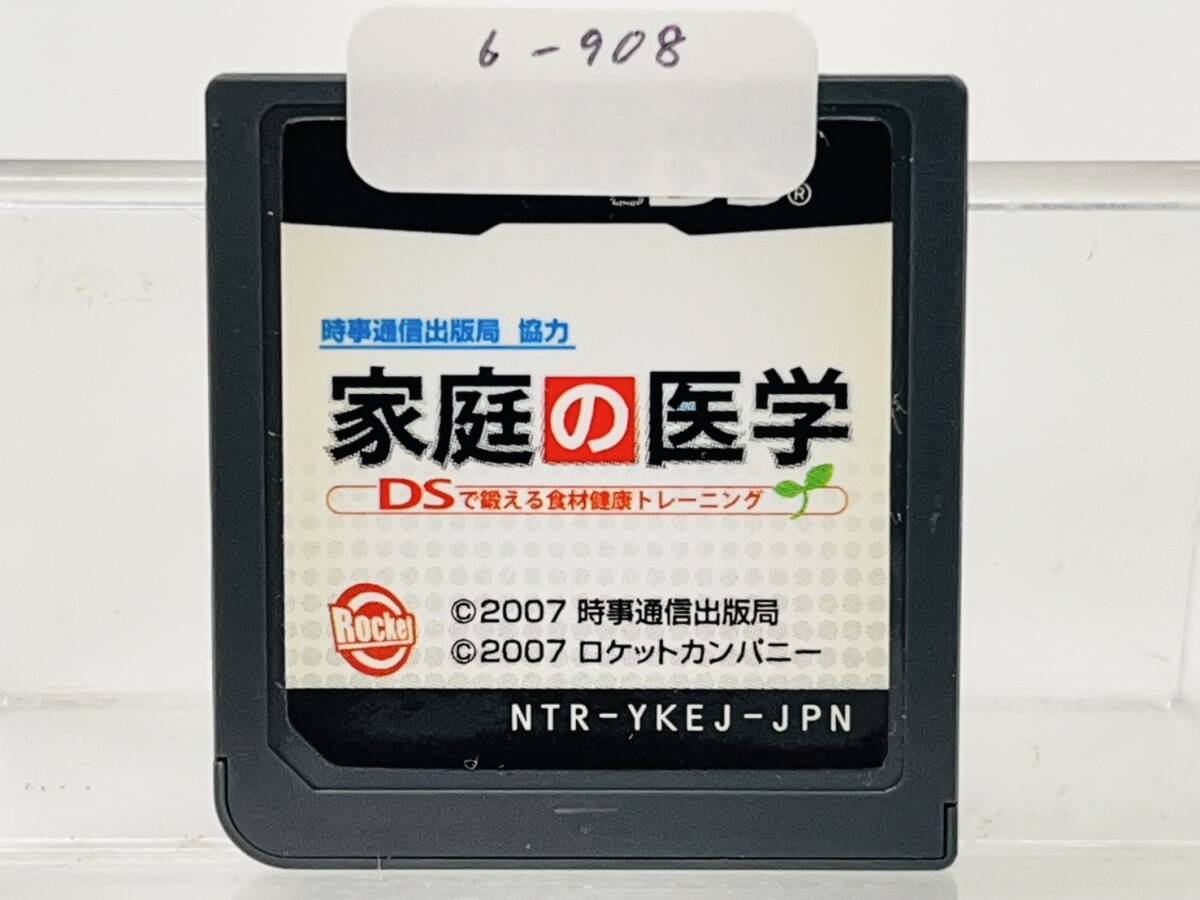 6-908
DS®
時事通信出版局 協力
家庭の医学
DSで鍛える食材健康トレーニング
Rocket
©2007 時事通信出版局
©2007 ロケットカンパニー
NTR-YKEJ-JPN